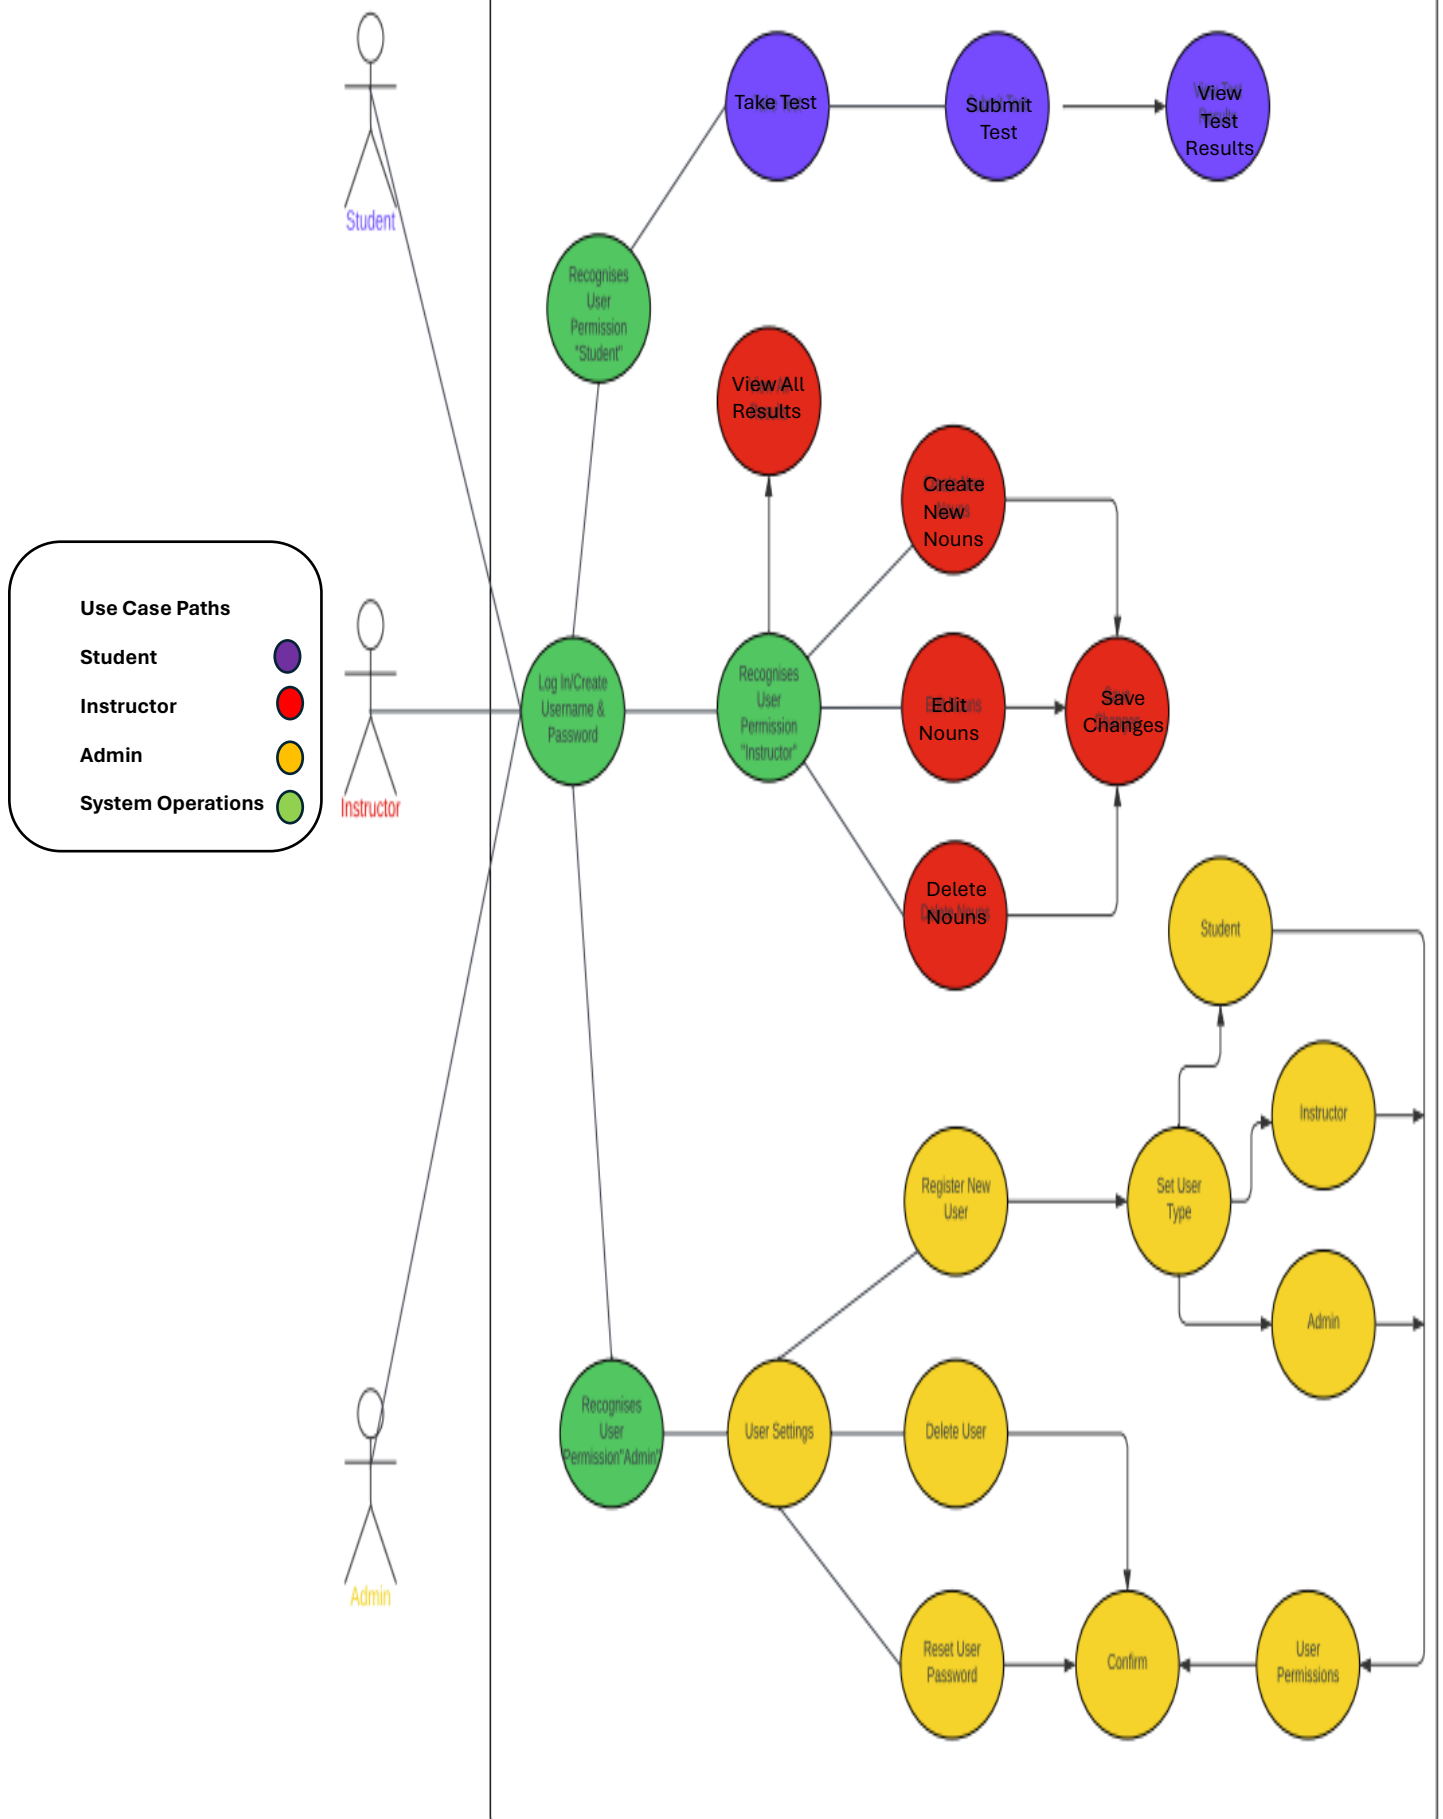 Take Test
Submit
Test
View
Test
Results
Student
Recognises
User
Permission
"Student"
View All
Results
Create
New
Nouns
Use Case Paths
Student
Instructor
Admin
System Operations
Instructor
Log In/Create
Username &
Password
Recognises
User
Permission
"Instructor"
Edit
Nouns
Save
Changes
Delete
Nouns
Student
Instructor
Register New
User
Set User
Type
Admin
Recognises
User
Permission"Admin"
User Settings
Delete User
Admin
Reset User
Password
Confirm
User
Permissions